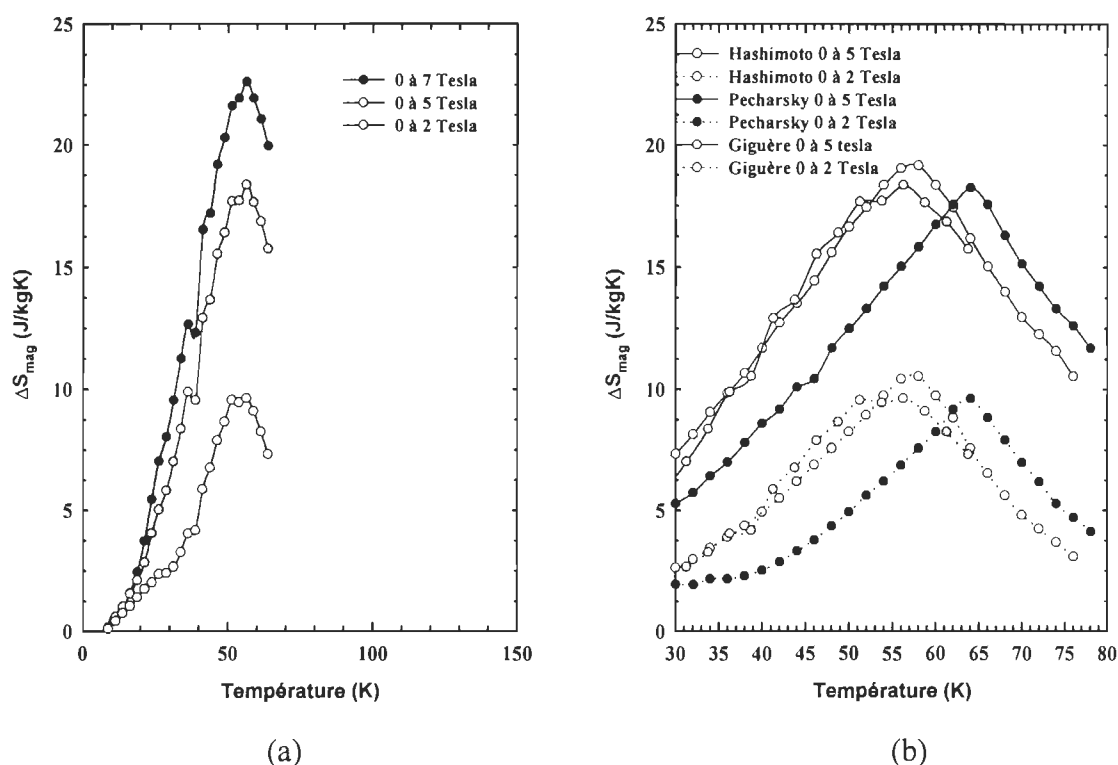 25
20
15
10
5
0
ΔSmag (J/kgK)
0 à 7 Tesla
0 à 5 Tesla
0 à 2 Tesla
0 50 100 150
Température (K)
(a)
25
20
15
10
5
0
ΔSmag (J/kgK)
Hashimoto 0 à 5 Tesla
Hashimoto 0 à 2 Tesla
Pecharsky 0 à 5 Tesla
Pecharsky 0 à 2 Tesla
Giguère 0 à 5 tesla
Giguère 0 à 2 Tesla
30 35 40 45 50 55 60 65 70 75 80
Température (K)
(b)